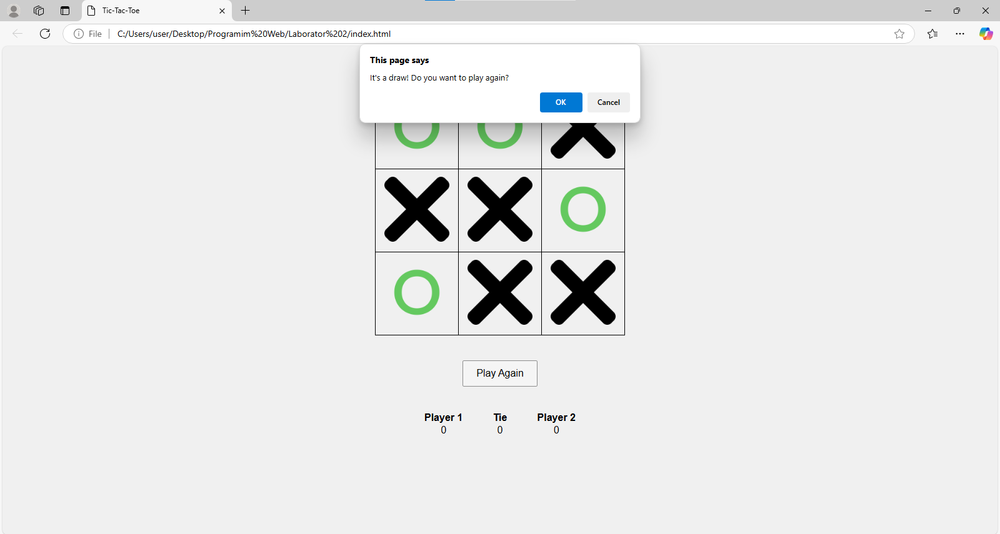 Tic-Tac-Toe
File
C:/Users/user/Desktop/Programim%20Web/Laborator%202/index.html
This page says
It's a draw! Do you want to play again?
OK Cancel
Play Again
Player 1 Tie Player 2
0 0 0